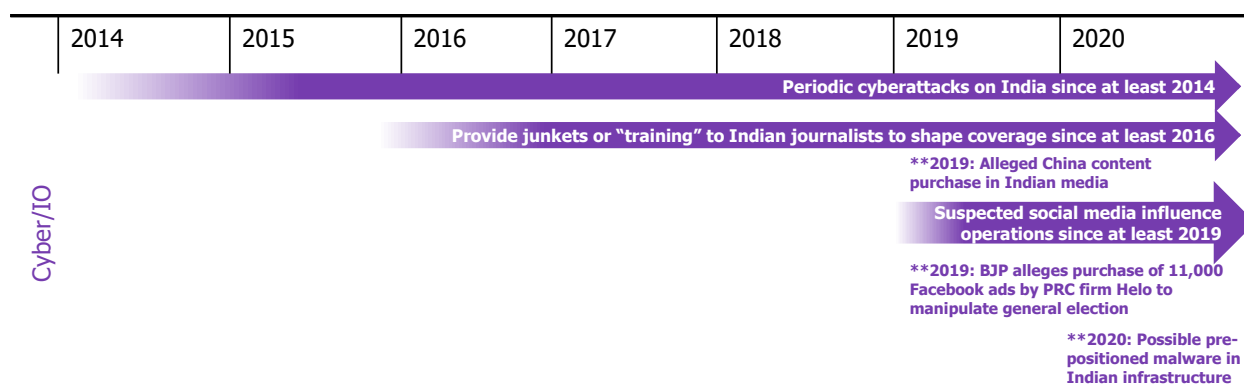 2014 2015 2016 2017 2018 2019 2020
Periodic cyberattacks on India since at least 2014
Provide junkets or “training” to Indian journalists to shape coverage since at least 2016
**2019: Alleged China content
purchase in Indian media
Cyber/IO
Suspected social media influence
operations since at least 2019
**2019: BJP alleges purchase of 11,000
Facebook ads by PRC firm Helo to
manipulate general election
**2020: Possible pre-
positioned malware in
Indian infrastructure